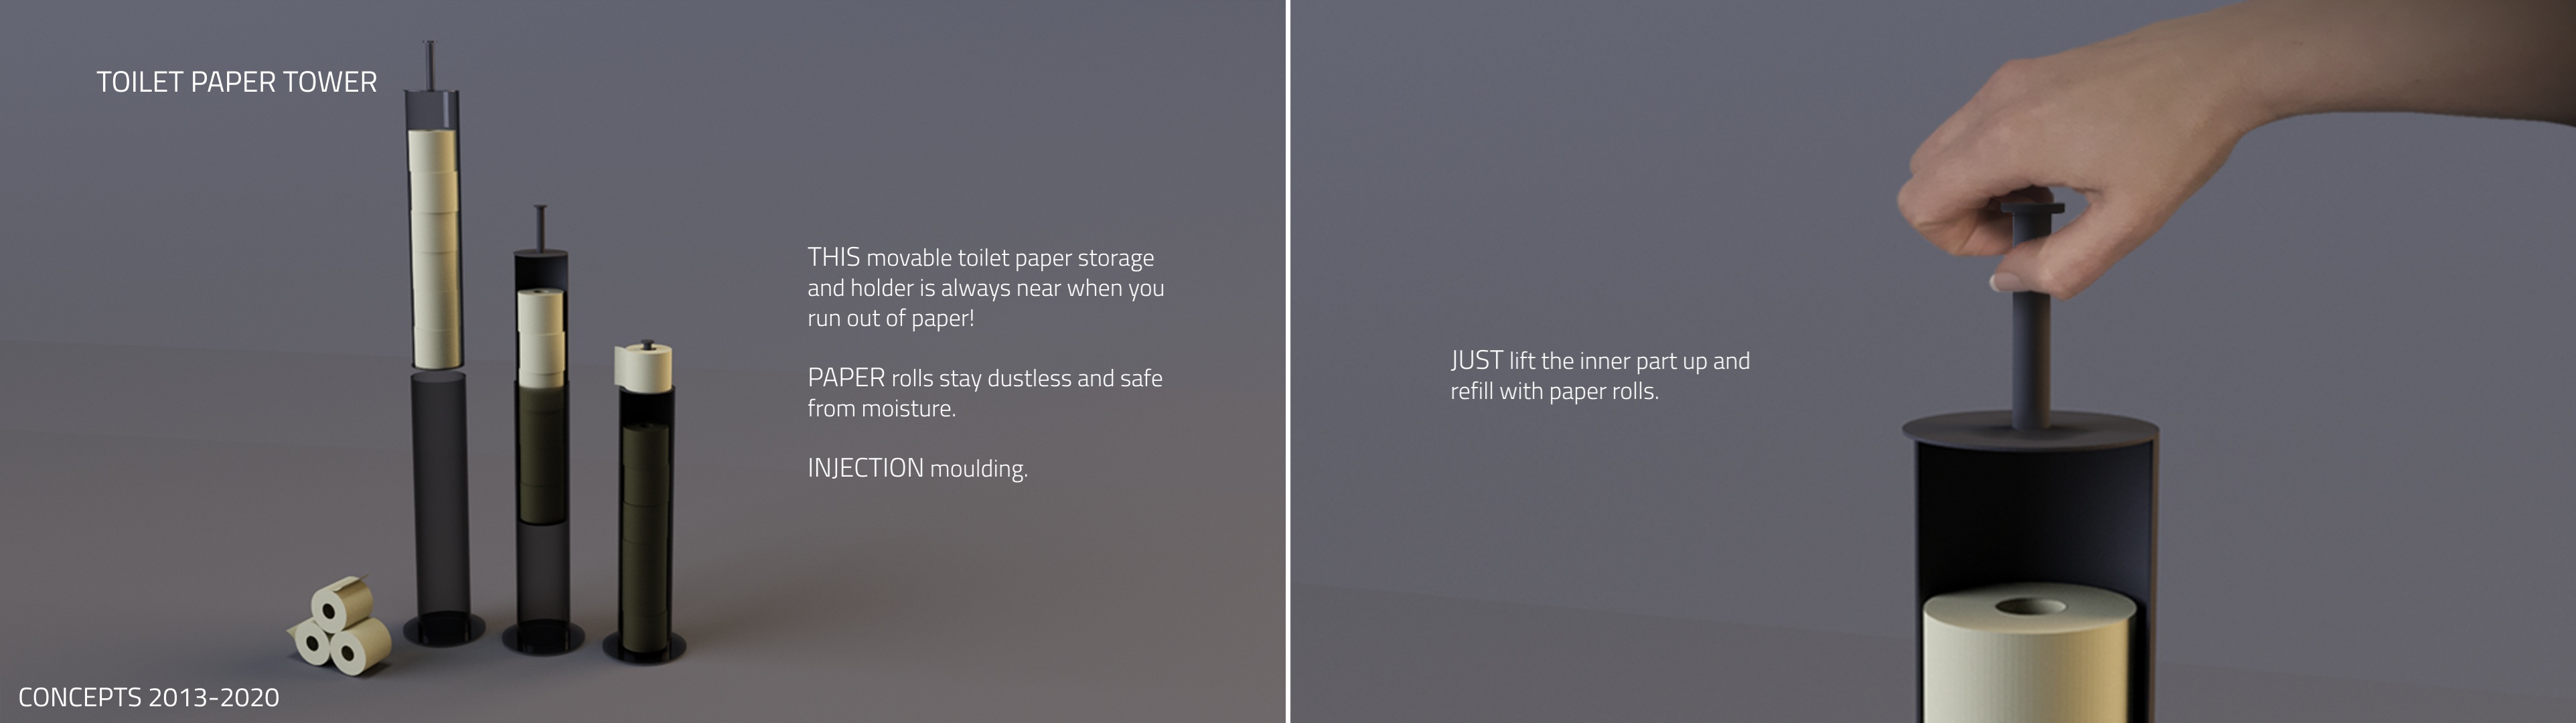 TOILET PAPER TOWER
THIS movable toilet paper storage
and holder is always near when you
run out of paper!
PAPER rolls stay dustless and safe
from moisture.
INJECTION moulding.
CONCEPTS 2013-2020
JUST lift the inner part up and
refill with paper rolls.